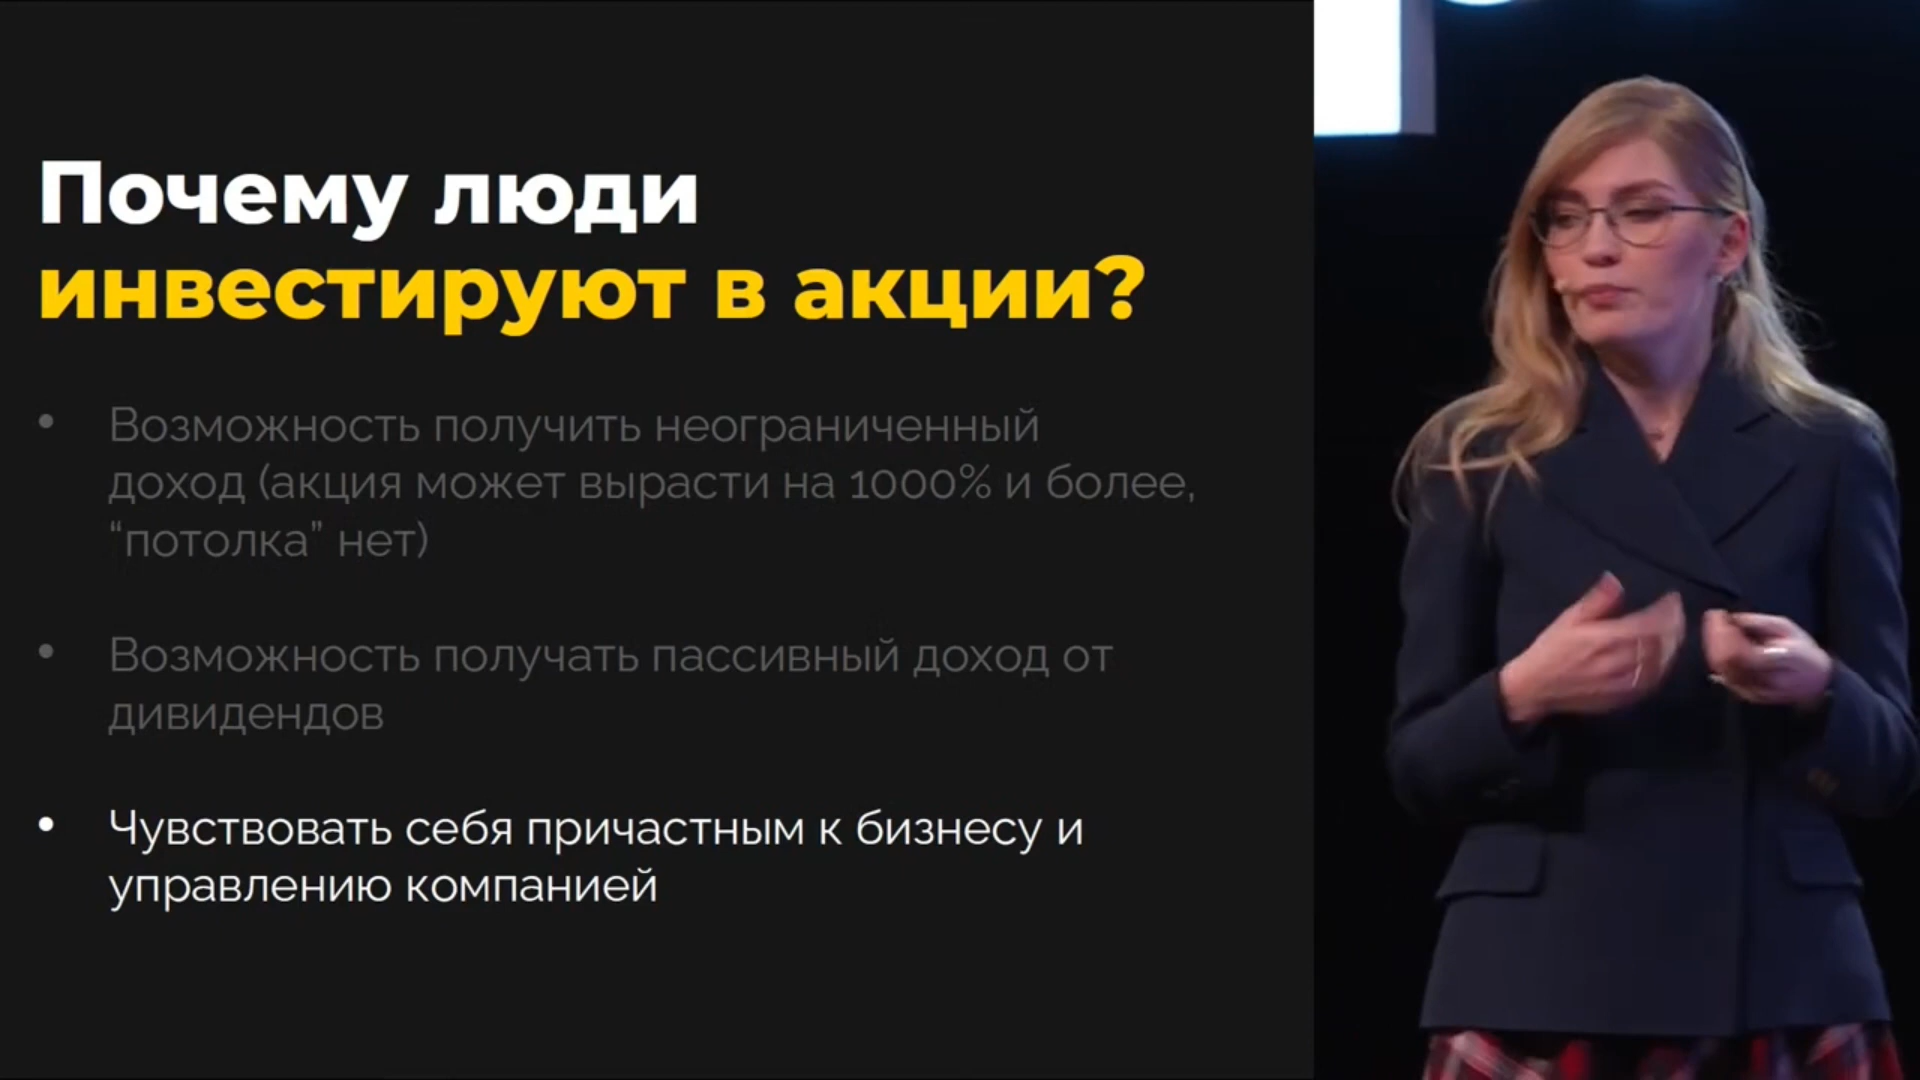 Почему люди
инвестируют в акции?
• Возможность получить неограниченный
доход (акция может вырасти на 1000% и более,
“потолка” нет)
• Возможность получать пассивный доход от
дивидендов
• Чувствовать себя причастным к бизнесу и
управлению компанией